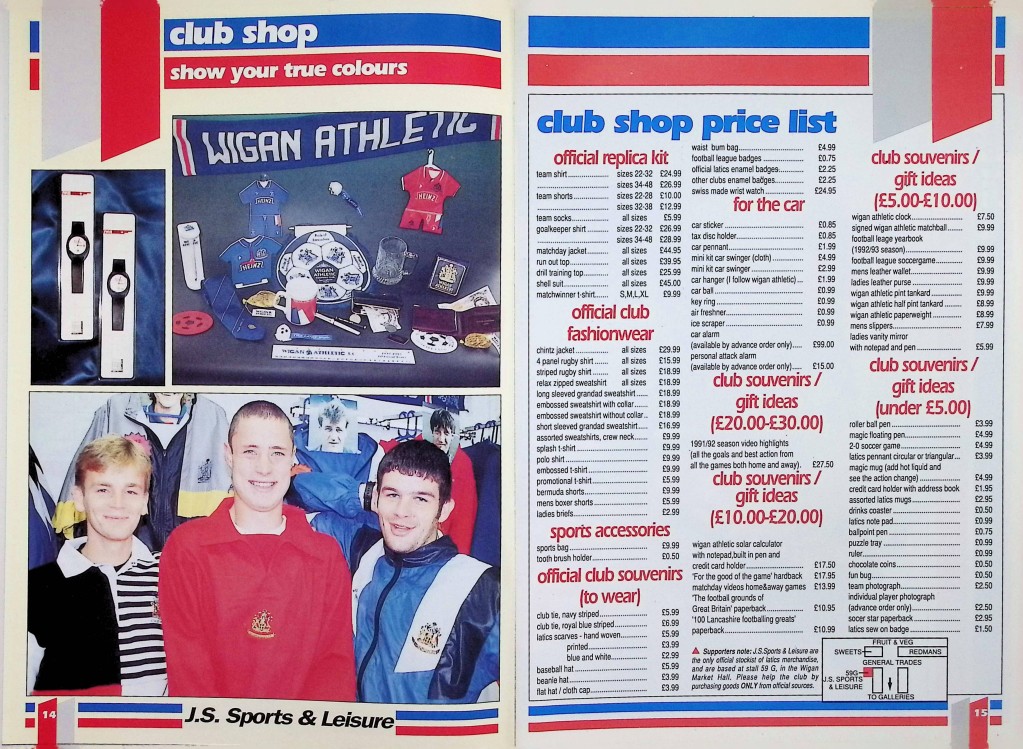 club shop
show your true colours
WIGAN ATHLETIC
HEINZ
HEINZ
HEINZ
WIGAN
ATHLETIC
WIGAN ATHLETIC
14
J.S. Sports & Leisure
club shop price list
official replica kit
team shirt sizes 22-32 £24.99
sizes 34-48 £26.99
team shorts sizes 22-28 £10.00
sizes 32-38 £12.99
team socks all sizes £5.99
goalkeeper shirt sizes 22-32 £26.99
sizes 34-48 £28.99
matchday jacket all sizes £44.95
run out top all sizes £39.95
drill training top all sizes £25.99
shell suit all sizes £45.00
matchwinner t-shirt S,M,L,XL £9.99
official club
fashionwear
chintz jacket all sizes £29.99
4 panel rugby shirt all sizes £15.99
striped rugby shirt all sizes £18.99
relax zipped sweatshirt all sizes £18.99
long sleeved grandad sweatshirt £18.99
embossed sweatshirt with collar £18.99
embossed sweatshirt without collar £18.99
short sleeved grandad sweatshirt £16.99
assorted sweatshirts, crew neck £9.99
splash t-shirt £9.99
polo shirt £9.99
embossed t-shirt £9.99
promotional t-shirt £5.99
bermuda shorts £9.99
mens boxer shorts £5.99
ladies briefs £2.99
sports accessories
sports bag £9.99
tooth brush holder £0.50
official club souvenirs
(to wear)
club tie, navy striped £5.99
club tie, royal blue striped £6.99
latics scarves - hand woven £5.99
printed £3.99
blue and white £2.99
baseball hat £5.99
beanie hat £3.99
flat hat / cloth cap £3.99
waist bum bag £4.99
football league badges £0.75
official latics enamel badges £2.25
other clubs enamel badges £2.25
swiss made wrist watch £24.95
for the car
car sticker £0.85
tax disc holder £0.85
car pennant £1.99
mini kit car swinger (cloth) £4.99
mini kit car swinger £2.99
car hanger (I follow wigan athletic) £1.99
car ball £0.99
key ring £0.99
air freshner £0.99
ice scraper £0.99
car alarm
(available by advance order only) £99.00
personal attack alarm
(available by advance order only) £15.00
club souvenirs /
gift ideas
(£20.00-£30.00)
1991/92 season video highlights
(all the goals and best action from
all the games both home and away). £27.50
club souvenirs /
gift ideas
(£10.00-£20.00)
wigan athletic solar calculator
with notepad,built in pen and
credit card holder £17.50
'For the good of the game' hardback £17.95
matchday videos home&away games £13.99
'The football grounds of
Great Britain' paperback £10.95
'100 Lancashire footballing greats'
paperback £10.99
Supporters note: J.S.Sports & Leisure are
the only official stockist of latics merchandise,
and are based at stall 59 G, in the Wigan
Market Hall. Please help the club by
purchasing goods ONLY from official sources.
club souvenirs /
gift ideas
(£5.00-£10.00)
wigan athletic clock £7.50
signed wigan athletic matchball £9.99
football leage yearbook
(1992/93 season) £9.99
football league soccergame £9.99
mens leather wallet £9.99
ladies leather purse £9.99
wigan athletic pint tankard £9.99
wigan athletic half pint tankard £8.99
wigan athletic paperweight £8.99
mens slippers £7.99
ladies vanity mirror
with notepad and pen £5.99
club souvenirs /
gift ideas
(under £5.00)
roller ball pen £3.99
magic floating pen £4.99
2-0 soccer game £4.99
latics pennant circular or triangular £3.99
magic mug (add hot liquid and
see the action change) £4.99
credit card holder with address book £1.95
assorted latics mugs £2.95
drinks coaster £0.50
latics note pad £0.99
ballpoint pen £0.75
puzzle tray £0.99
ruler £0.99
chocolate coins £0.50
fun bug £0.50
team photograph £2.50
individual player photograph
(advance order only) £2.50
socer star paperback £2.95
latics sew on badge £1.50
FRUIT & VEG
SWEETS
REDMANS
GENERAL TRADES
59G
J.S. SPORTS
& LEISURE
TO GALLERIES
15